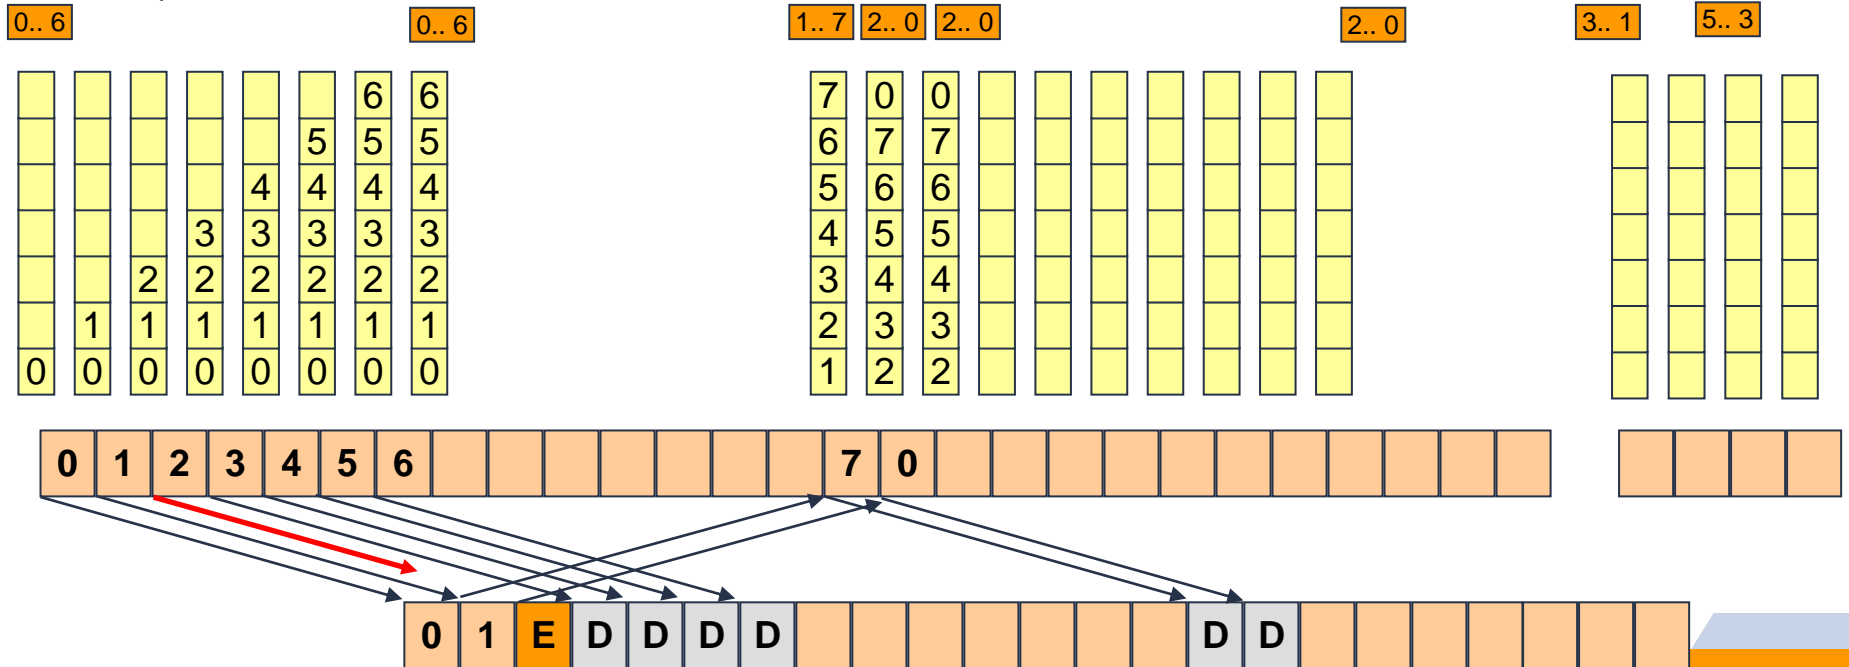 0.. 6 0.. 6 1.. 7 2.. 0 2.. 0 2.. 0 3.. 1 5.. 3
6 6 7 0 0
5 5 5 6 7 7
4 4 4 4 5 6 6
3 3 3 3 3 4 5 5
2 2 2 2 2 2 3 4 4
1 1 1 1 1 1 1 2 3 3
0 0 0 0 0 0 0 0 1 2 2
0 1 2 3 4 5 6 7 0
0 1 E D D D D D D